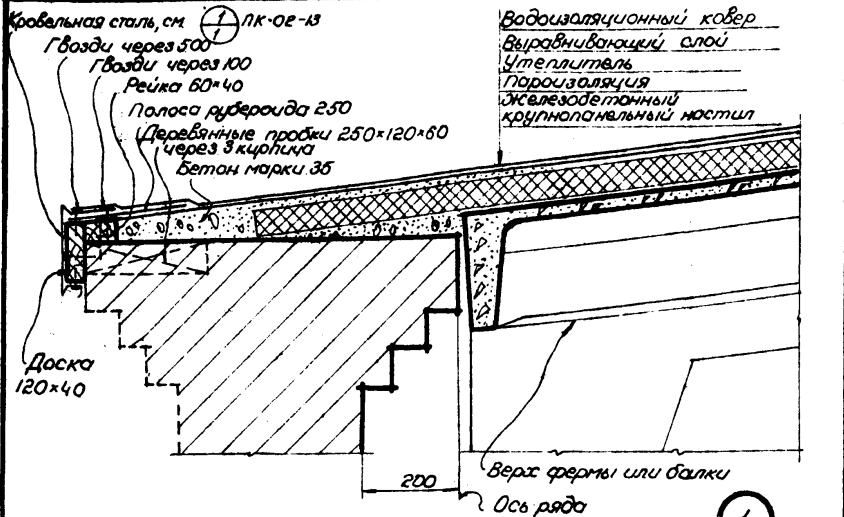 Кровельная сталь, см 1/1 ПК-02-13
Гвозди через 500
Гвозди через 100
Рейка 60×40
Полоса рубероида 250
Деревянные пробки 250×120×60
через 3 кирпича
Бетон марки 35
Водоизоляционный ковер
Выравнивающий слой
Утеплитель
Пароизоляция
Железобетонный
крупнопанельный настил
Доска
120×40
200
Верх фермы или балки
Ось ряда
1